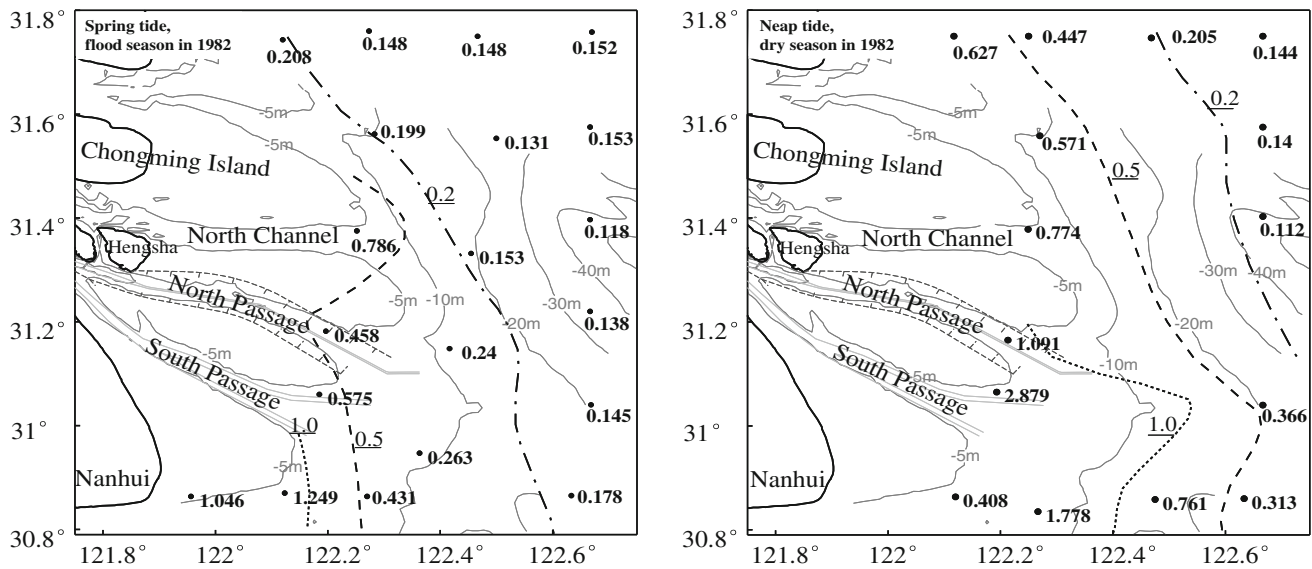 31.8°
31.6°
31.4°
31.2°
31°
30.8°
Spring tide,
flood season in 1982
0.208
0.148
0.148
0.152
-5m
0.199
0.131
0.153
-5m
Chongming Island
0.2
0.118
North Channel
0.786
Hengsha
0.153
-40m
North Passage
-5m
-10m
-30m
0.138
-20m
0.458
South Passage
-5m
0.24
0.575
0.145
1.0
0.5
-5m
0.263
Nanhui
1.046
1.249
0.431
0.178
121.8°
122°
122.2°
122.4°
122.6°
31.8°
31.6°
31.4°
31.2°
31°
30.8°
Neap tide,
dry season in 1982
0.627
0.447
0.205
0.144
0.2
-5m
-5m
0.571
0.14
Chongming Island
0.5
0.112
North Channel
0.774
Hengsha
-30m
-40m
-5m
North Passage
-20m
1.091
South Passage
-10m
-5m
2.879
0.366
1.0
-5m
Nanhui
0.408
1.778
0.761
0.313
121.8°
122°
122.2°
122.4°
122.6°